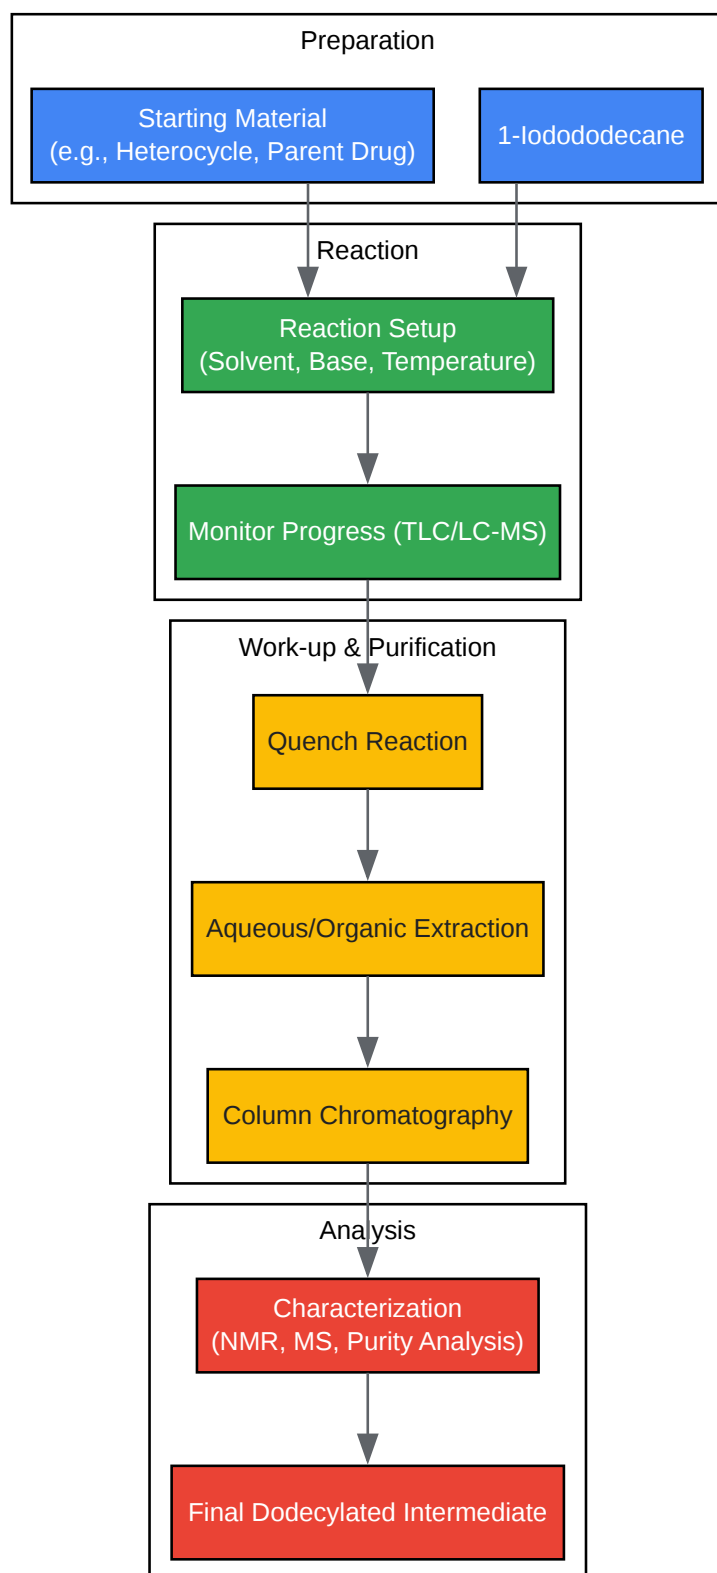 Preparation
Starting Material
(e.g., Heterocycle, Parent Drug)
1-Iodododecane
Reaction
Reaction Setup
(Solvent, Base, Temperature)
Monitor Progress (TLC/LC-MS)
Work-up & Purification
Quench Reaction
Aqueous/Organic Extraction
Column Chromatography
Analysis
Characterization
(NMR, MS, Purity Analysis)
Final Dodecylated Intermediate